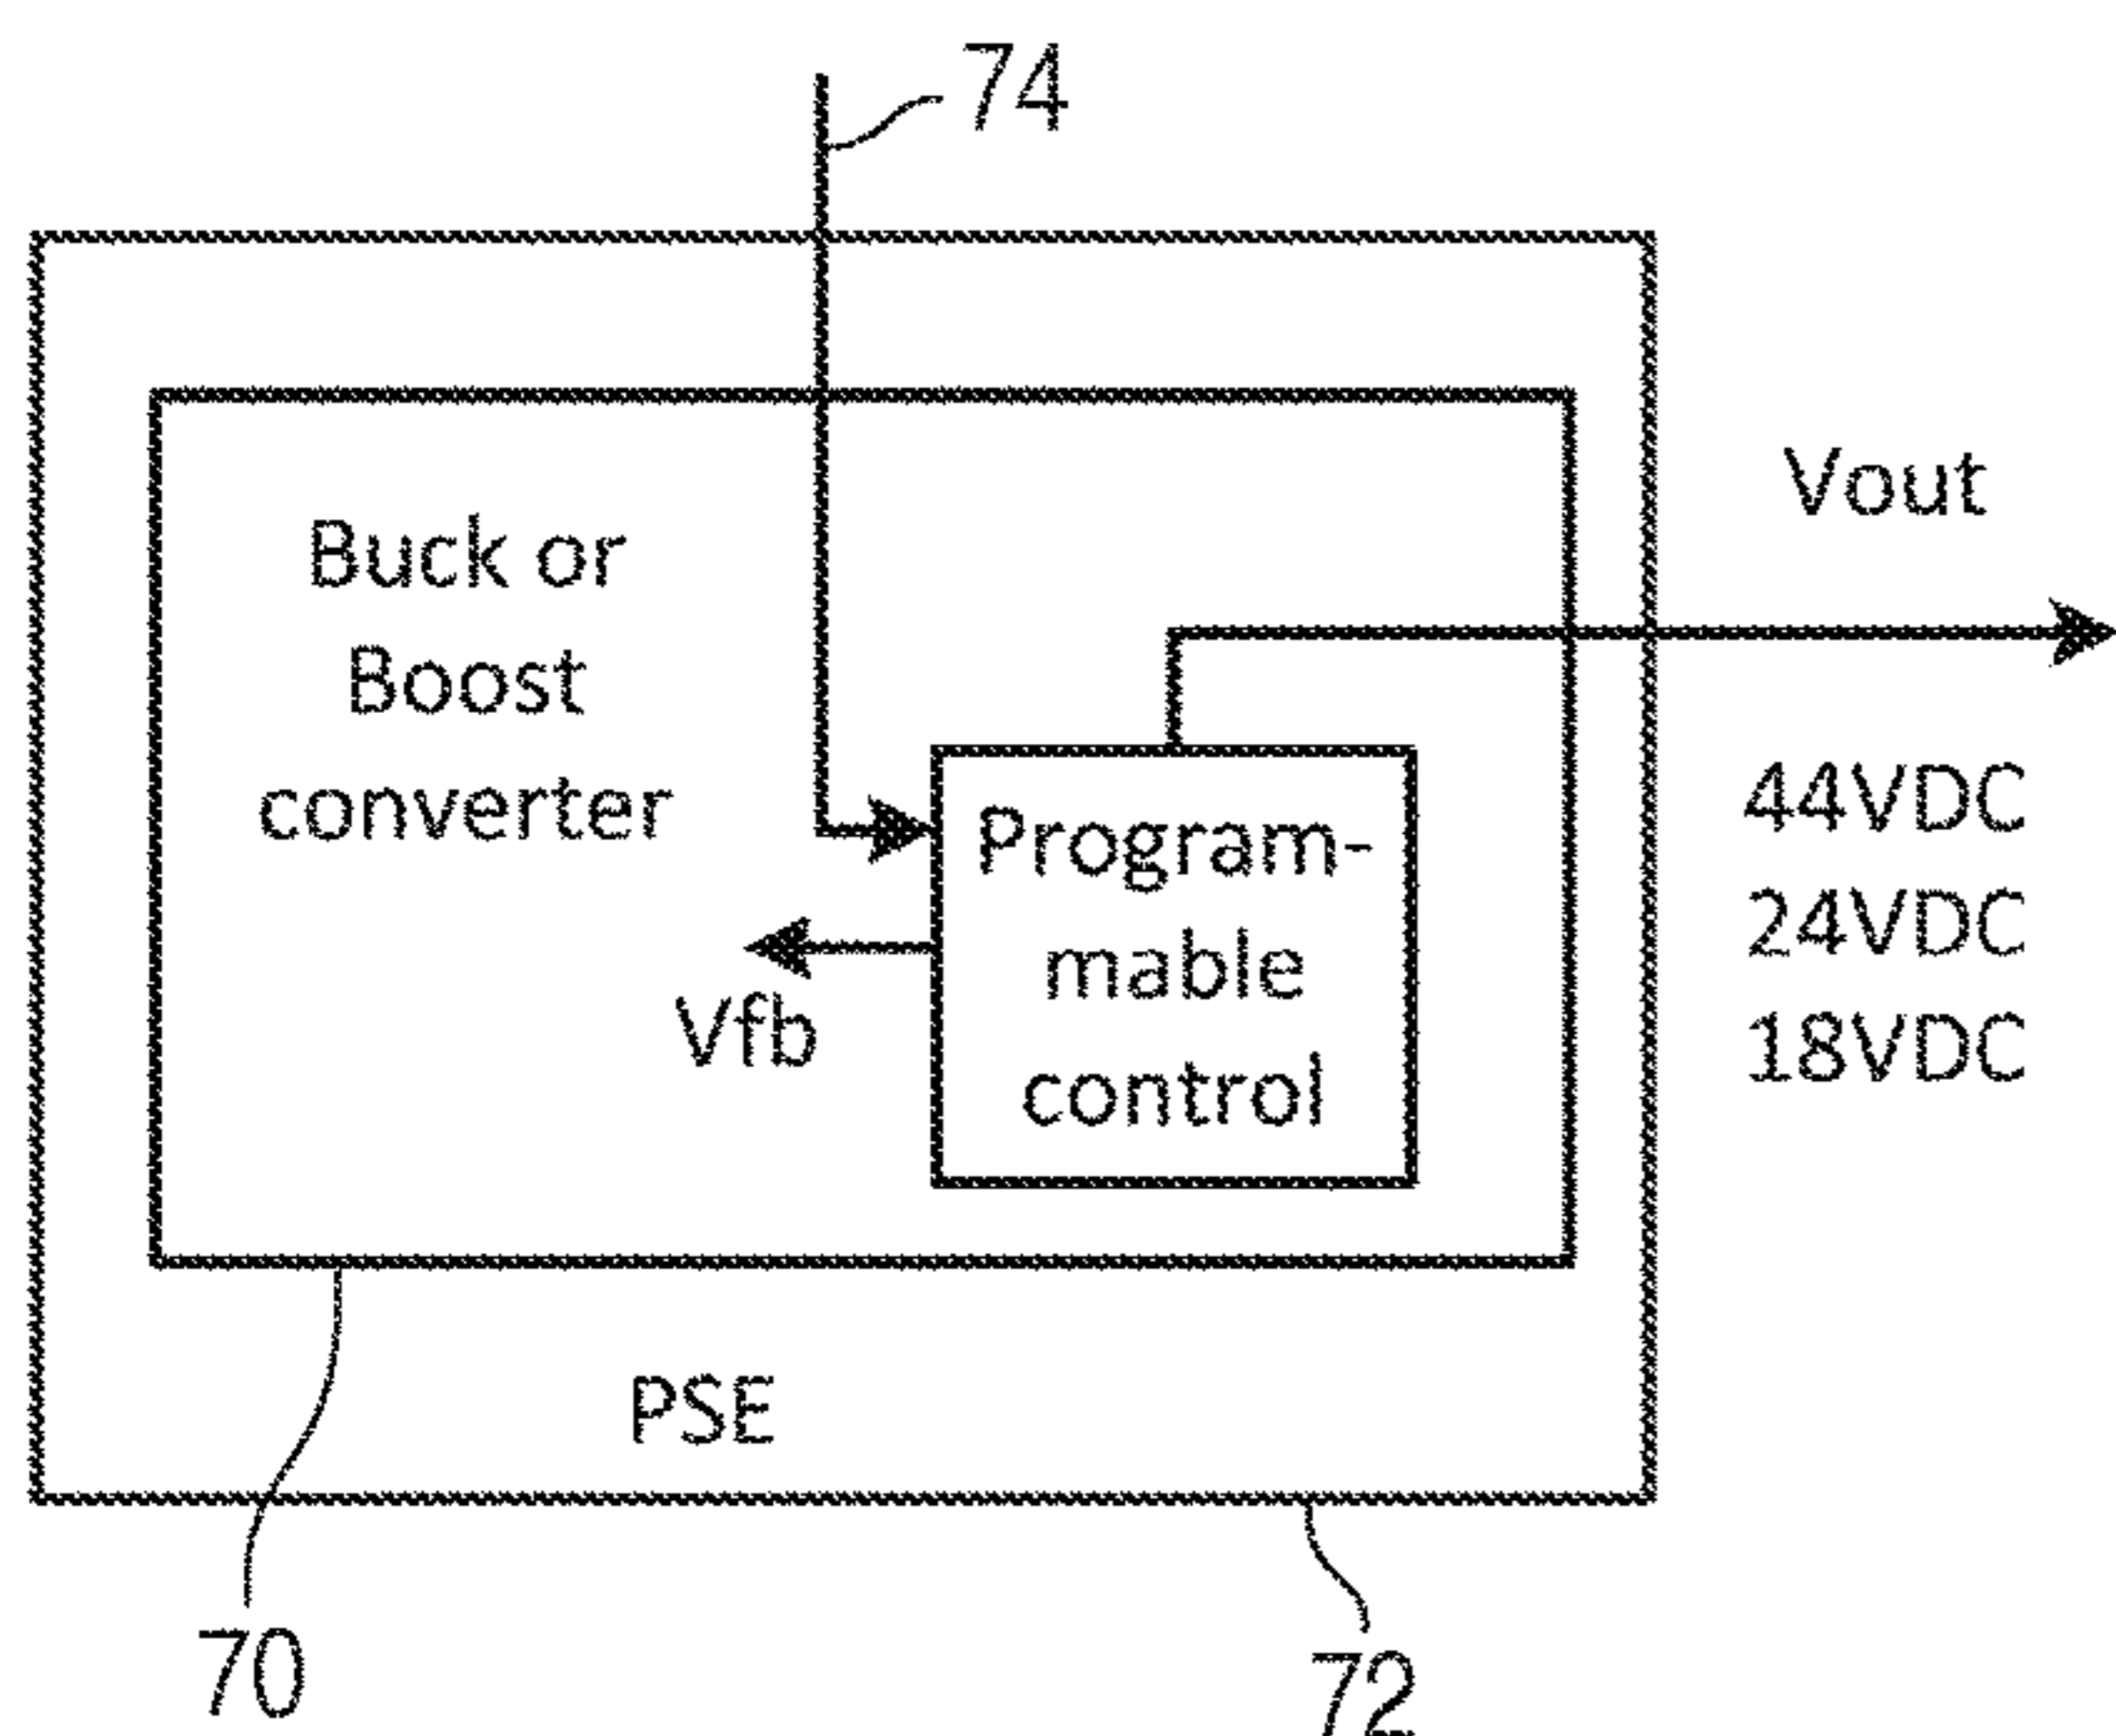 74
Buck or
Boost
converter
Vout
Program-
mable
control
Vfb
44VDC
24VDC
18VDC
PSE
70
72